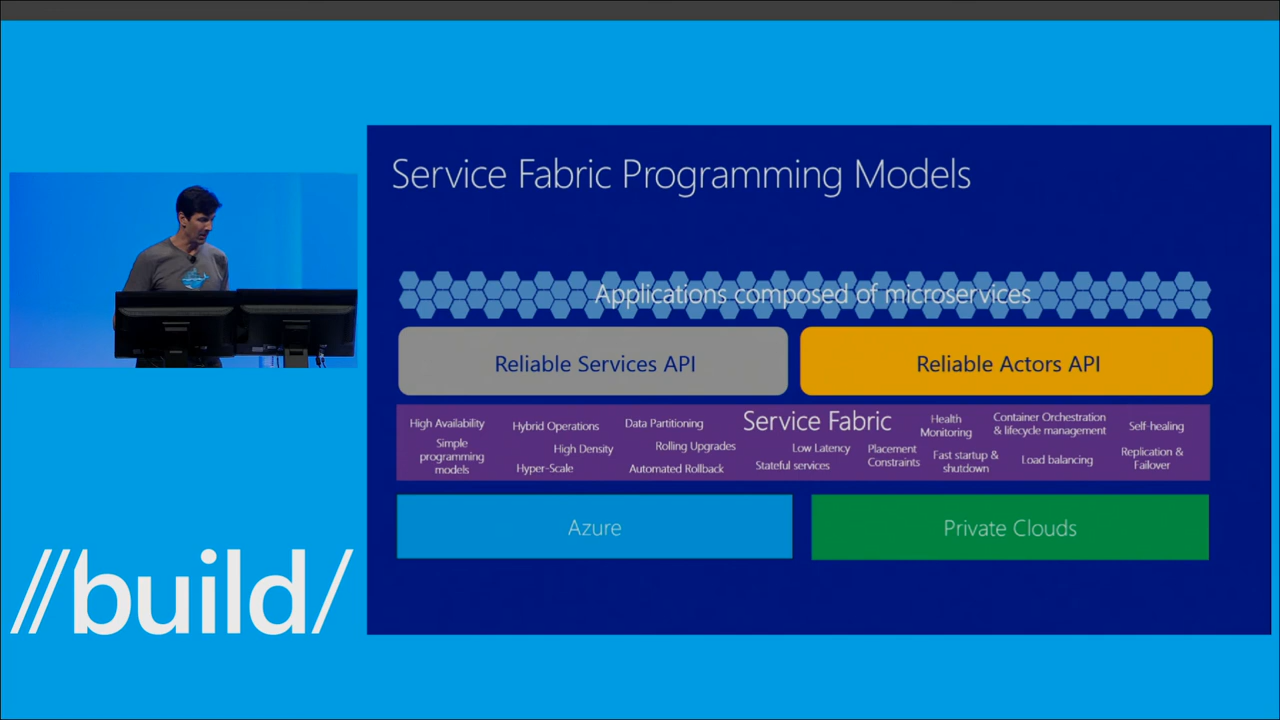 Service Fabric Programming Models
Applications composed of microservices
Reliable Services API
Reliable Actors API
Service Fabric
High Availability
Simple
programming
models
Hybrid Operations
High Density
Hyper-Scale
Data Partitioning
Rolling Upgrades
Automated Rollback
Low Latency
Stateful services
Placement
Constraints
Health
Monitoring
Fast startup &
shutdown
Container Orchestration
& lifecycle management
Load balancing
Self-healing
Replication &
Failover
Azure
Private Clouds
//build/